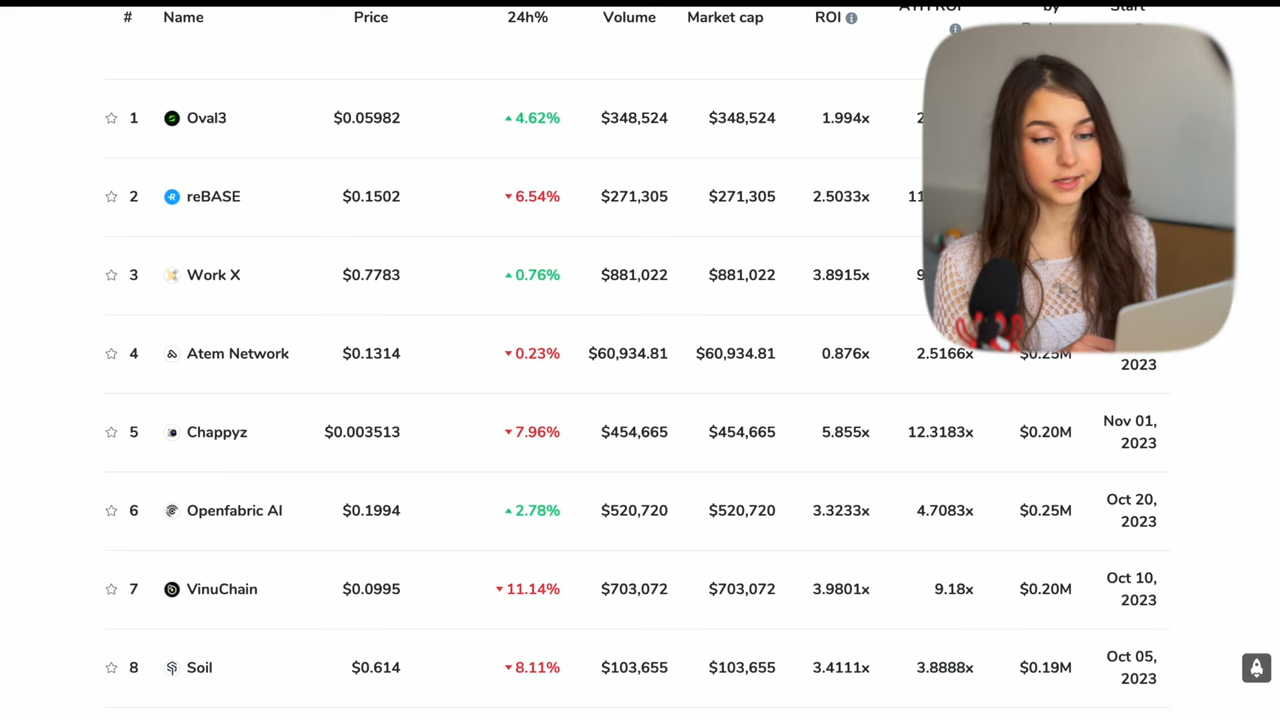 # Name Price 24h% Volume Market cap ROI ATH ROI by Start
1 Oval3 $0.05982 4.62% $348,524 $348,524 1.994x
2 reBASE $0.1502 6.54% $271,305 $271,305 2.5033x
3 Work X $0.7783 0.76% $881,022 $881,022 3.8915x
4 Atem Network $0.1314 0.23% $60,934.81 $60,934.81 0.876x 2.5166x $0.25M
2023
5 Chappyz $0.003513 7.96% $454,665 $454,665 5.855x 12.3183x $0.20M Nov 01,
2023
6 Openfabric AI $0.1994 2.78% $520,720 $520,720 3.3233x 4.7083x $0.25M Oct 20,
2023
7 VinuChain $0.0995 11.14% $703,072 $703,072 3.9801x 9.18x $0.20M Oct 10,
2023
8 Soil $0.614 8.11% $103,655 $103,655 3.4111x 3.8888x $0.19M Oct 05,
2023